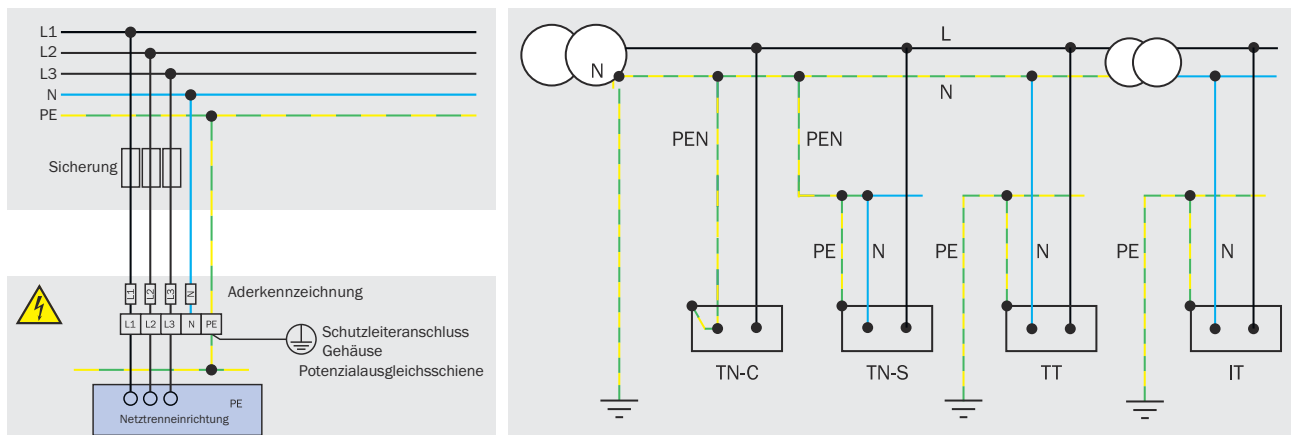 L1
L2
L3
N
PE
Sicherung
L1
L2
L3
N
Aderkennzeichnung
L1 L2 L3 N PE
Schutzleiteranschluss
Gehäuse
Potenzialausgleichsschiene
PE
Netztrenneinrichtung
L
N
N
PEN
PEN
PE
N
PE
N
PE
N
TN-C
TN-S
TT
IT